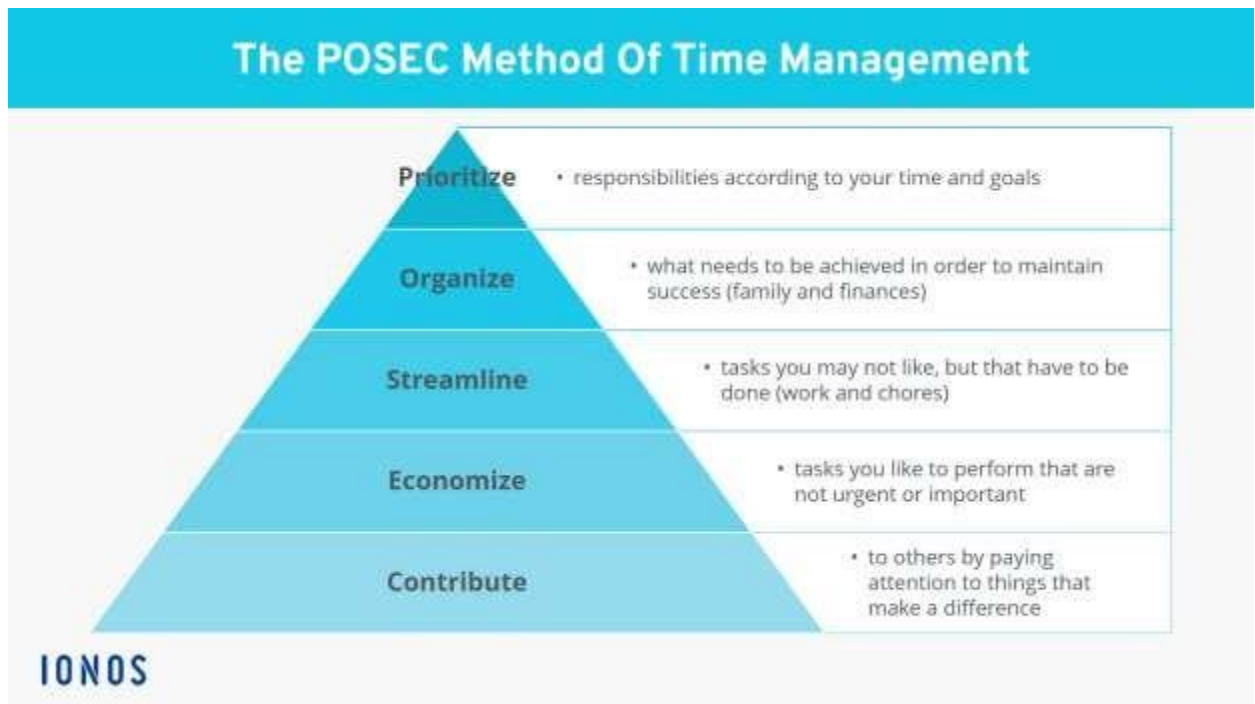 The POSEC Method Of Time Management
Prioritize
• responsibilities according to your time and goals
Organize
• what needs to be achieved in order to maintain
success (family and finances)
Streamline
• tasks you may not like, but that have to be
done (work and chores)
Economize
• tasks you like to perform that are
not urgent or important
Contribute
• to others by paying
attention to things that
make a difference
IONOS